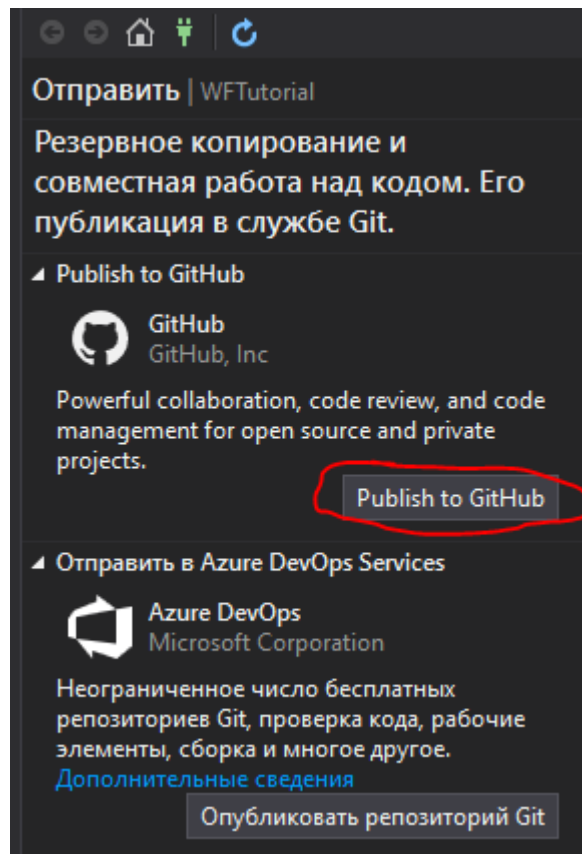 Отправить | WFTutorial
Резервное копирование и
совместная работа над кодом. Его
публикация в службе Git.
Publish to GitHub
GitHub
GitHub, Inc
Powerful collaboration, code review, and code
management for open source and private
projects.
Publish to GitHub
Отправить в Azure DevOps Services
Azure DevOps
Microsoft Corporation
Неограниченное число бесплатных
репозиториев Git, проверка кода, рабочие
элементы, сборка и многое другое.
Дополнительные сведения
Опубликовать репозиторий Git